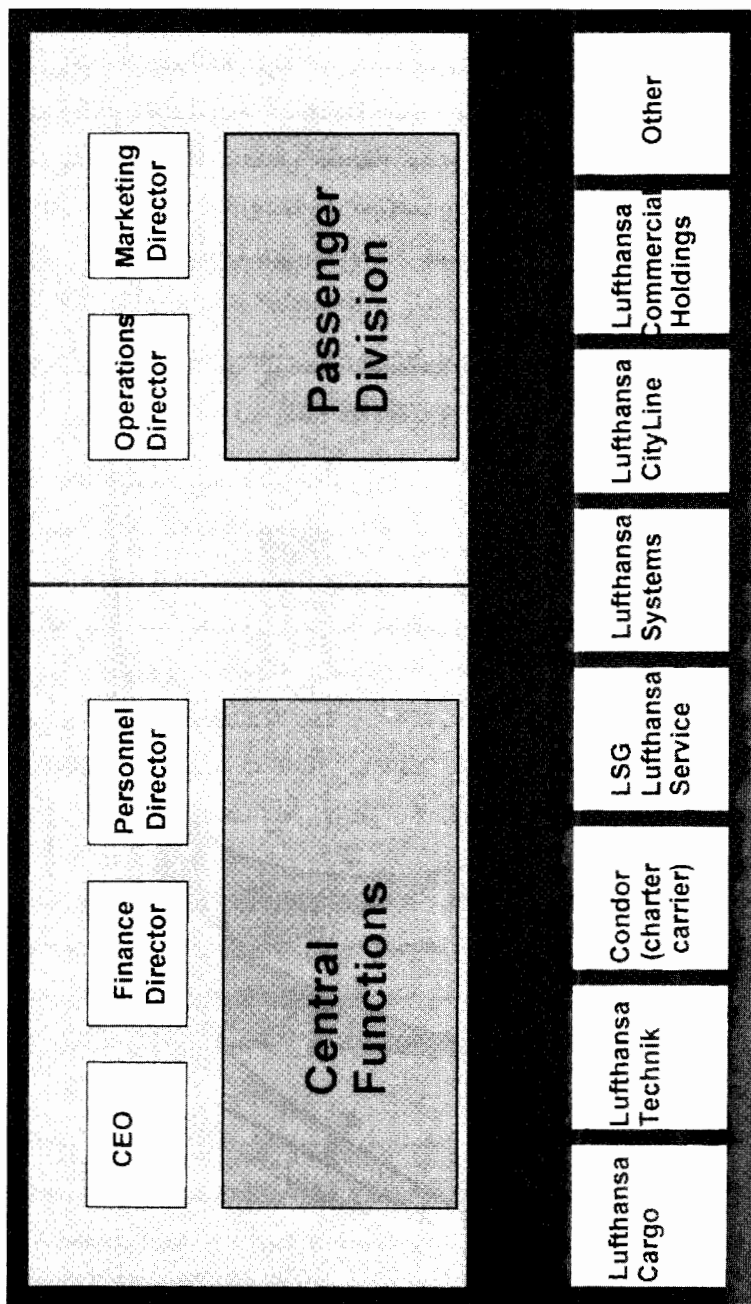 CEO
Finance
Director
Personnel
Director
Operations
Director
Marketing
Director
Central
Functions
Passenger
Division
Lufthansa
Cargo
Lufthansa
Technik
Condor
(charter
carrier)
LSG
Lufthansa
Service
Lufthansa
Systems
Lufthansa
CityLine
Lufthansa
Commercial
Holdings
Other